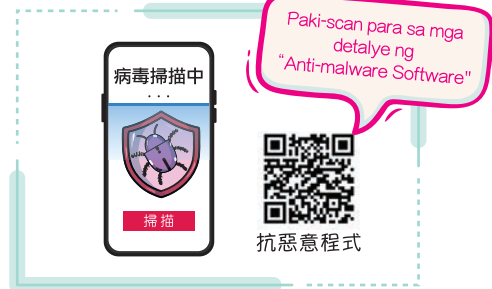 Paki-scan para sa mga
detalye ng
“Anti-malware Software"
病毒掃描中
...
掃描
抗惡意程式